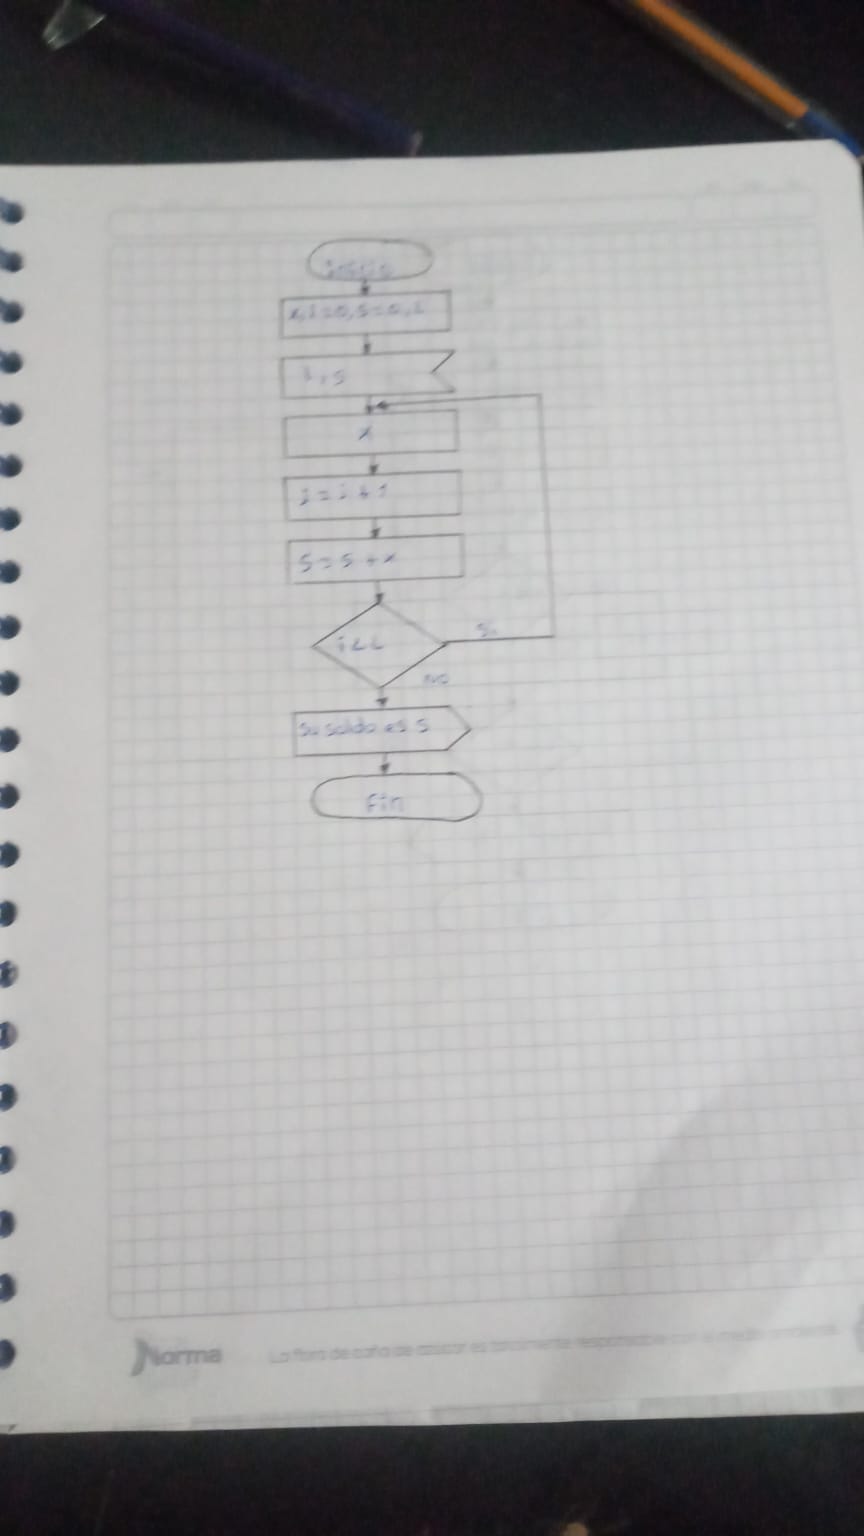 inicio
x, i=0, s=0, L
L, s
x
i = i + 1
s = s + x
i < L
Si
NO
Su saldo es s
Fin
Norma
La fibra de caña de azúcar es totalmente responsable con el medio ambiente